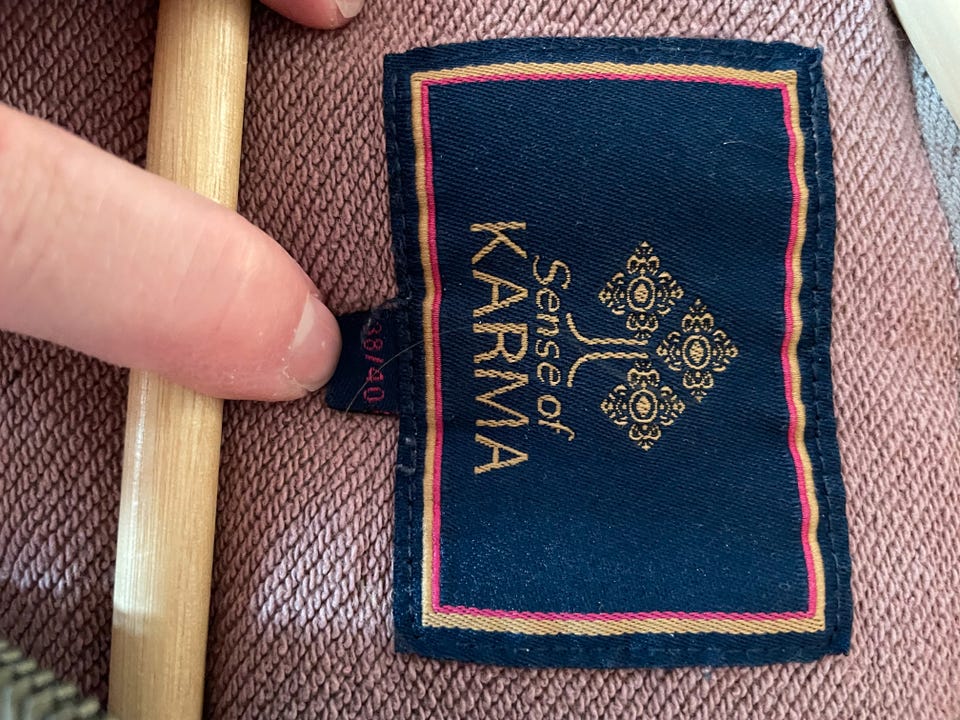 Sense of
KARMA
38/40